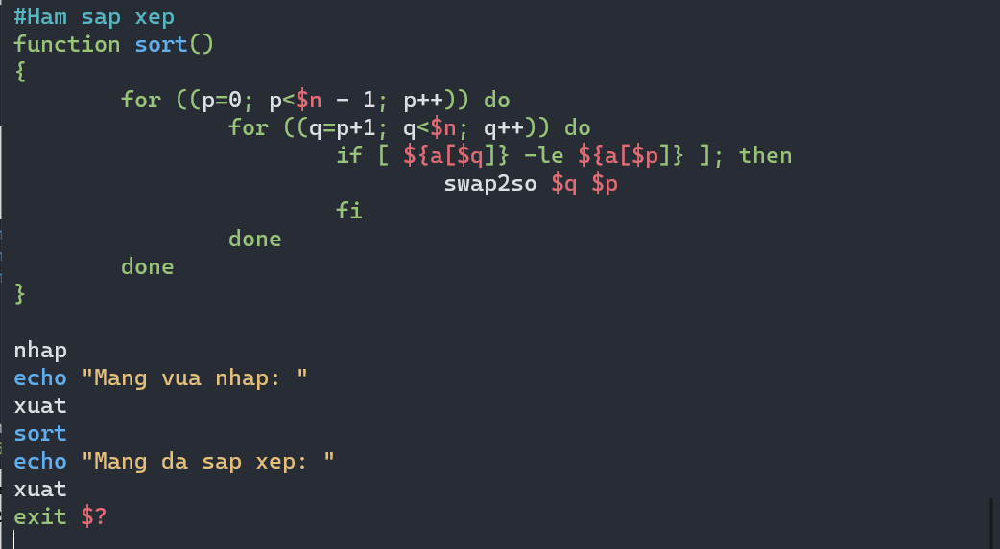 #Ham sap xep
function sort()
{
        for ((p=0; p<$n - 1; p++)) do
                for ((q=p+1; q<$n; q++)) do
                        if [ ${a[$q]} -le ${a[$p]} ]; then
                                swap2so $q $p
                        fi
                done
        done
}

nhap
echo "Mang vua nhap: "
xuat
sort
echo "Mang da sap xep: "
xuat
exit $?